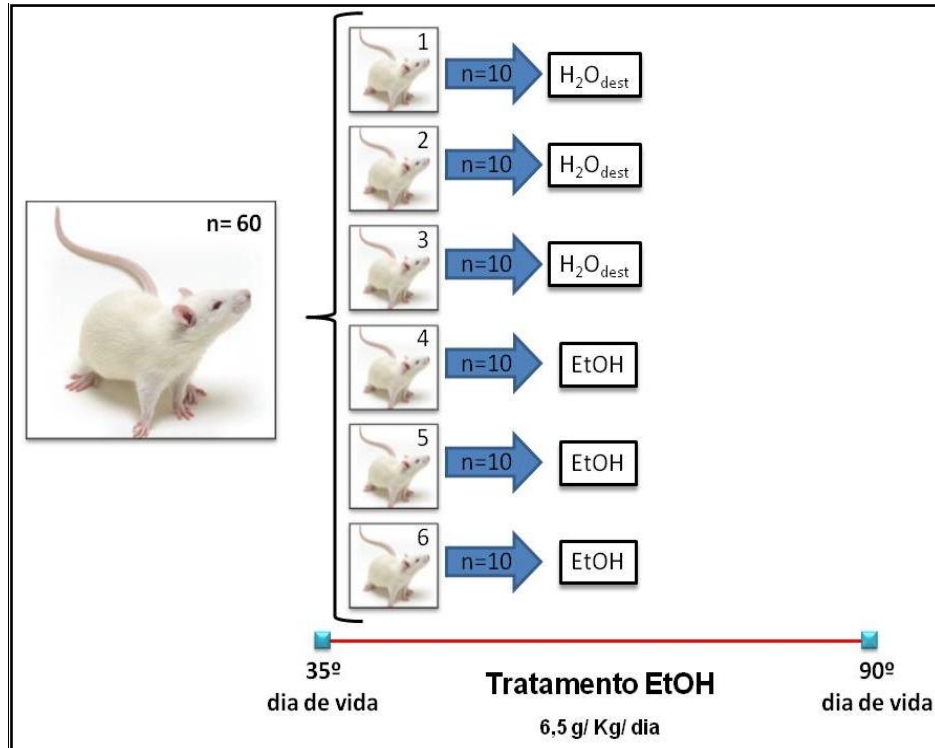 n= 60
1
n=10
H₂Odest
2
n=10
H₂Odest
3
n=10
H₂Odest
4
n=10
EtOH
5
n=10
EtOH
6
n=10
EtOH
35º
dia de vida
Tratamento EtOH
6,5 g/ Kg/ dia
90º
dia de vida